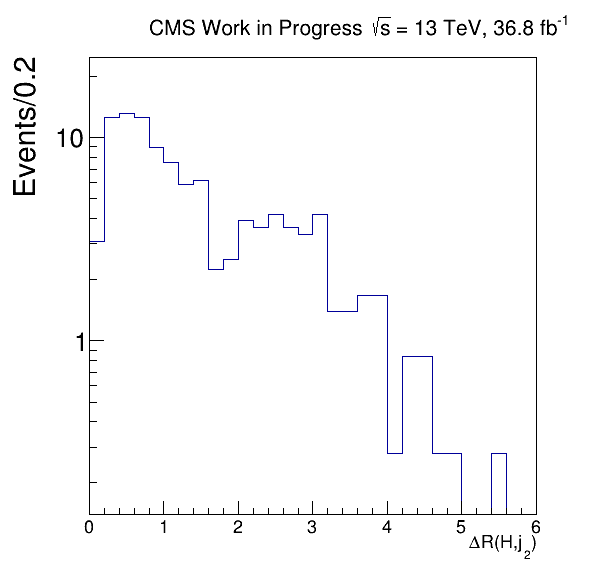 CMS Work in Progress √s = 13 TeV, 36.8 fb⁻¹
Events/0.2
10
1
0 1 2 3 4 5 6
ΔR(H,j₂)